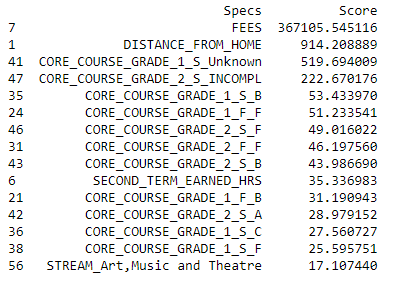 Specs Score
7 FEES 367105.545116
1 DISTANCE_FROM_HOME 914.208889
41 CORE_COURSE_GRADE_1_S_Unknown 519.694009
47 CORE_COURSE_GRADE_2_S_INCOMPL 222.670176
35 CORE_COURSE_GRADE_1_S_B 53.433970
24 CORE_COURSE_GRADE_1_F_F 51.233541
46 CORE_COURSE_GRADE_2_S_F 49.016022
31 CORE_COURSE_GRADE_2_F_F 46.197560
43 CORE_COURSE_GRADE_2_S_B 43.986690
6 SECOND_TERM_EARNED_HRS 35.336983
21 CORE_COURSE_GRADE_1_F_B 31.190943
42 CORE_COURSE_GRADE_2_S_A 28.979152
36 CORE_COURSE_GRADE_1_S_C 27.560727
38 CORE_COURSE_GRADE_1_S_F 25.595751
56 STREAM_Art,Music and Theatre 17.107440